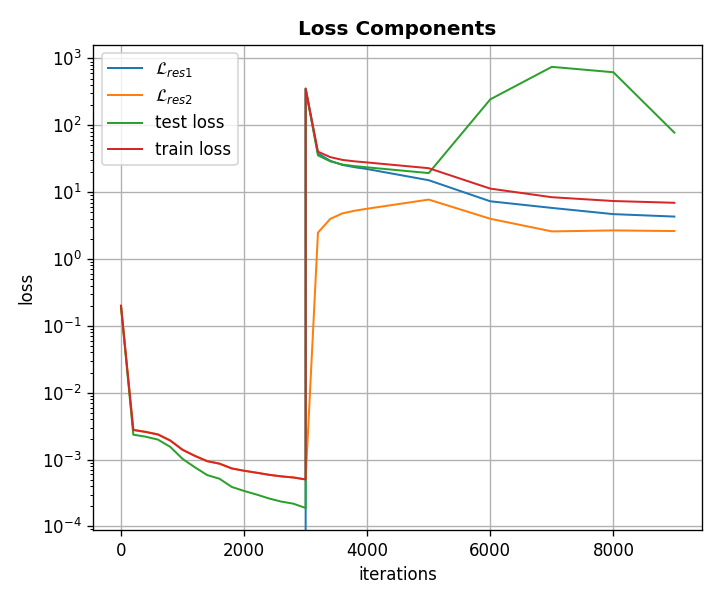 Loss Components
10³
10²
10¹
10⁰
10⁻¹
10⁻²
10⁻³
10⁻⁴
loss
ℒres1
ℒres2
test loss
train loss
0 2000 4000 6000 8000
iterations